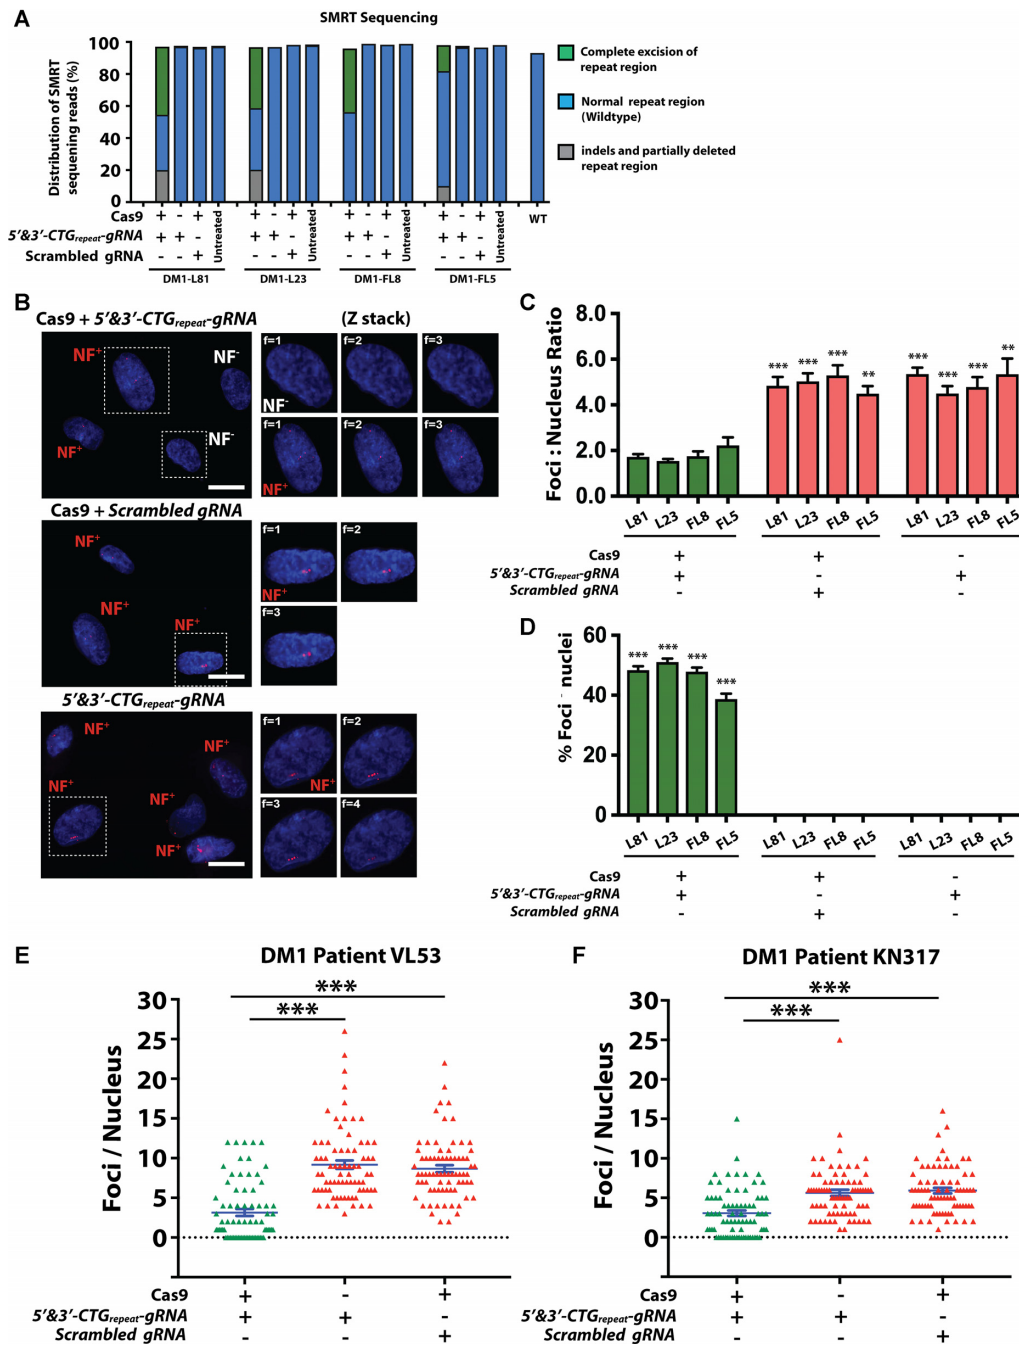 A
SMRT Sequencing
Distribution of SMRT
sequencing reads (%)
100
80
60
40
20
0
Complete excision of
repeat region
Normal repeat region
(Wildtype)
indels and partially deleted
repeat region
Cas9 + - + Untreated + - + Untreated + - + Untreated + - + Untreated WT
5'&3'-CTGrepeat-gRNA + + - + + - + + - + + -
Scrambled gRNA - - + - - + - - + - - +
DM1-L81 DM1-L23 DM1-FL8 DM1-FL5
B
Cas9 + 5'&3'-CTGrepeat-gRNA (Z stack)
NF+ NF- NF+ NF-
f=1 f=2 f=3
NF-
f=1 f=2 f=3
NF+
Cas9 + Scrambled gRNA
NF+ NF+ NF+
f=1 f=2
NF+
f=3
5'&3'-CTGrepeat-gRNA
NF+ NF+ NF+ NF+ NF+
f=1 f=2
NF+
f=3 f=4
C
Foci : Nucleus Ratio
8.0
6.0
4.0
2.0
0.0
*** *** *** ** *** *** *** **
L81 L23 FL8 FL5 L81 L23 FL8 FL5 L81 L23 FL8 FL5
Cas9 + + -
5'&3'-CTGrepeat-gRNA + - +
Scrambled gRNA - + -
D
% Foci - nuclei
60
40
20
0
*** *** *** ***
L81 L23 FL8 FL5 L81 L23 FL8 FL5 L81 L23 FL8 FL5
Cas9 + + -
5'&3'-CTGrepeat-gRNA + - +
Scrambled gRNA - + -
E
DM1 Patient VL53
Foci / Nucleus
30
25
20
15
10
5
0
***
***
Cas9 + - +
5'&3'-CTGrepeat-gRNA + + -
Scrambled gRNA - - +
F
DM1 Patient KN317
Foci / Nucleus
30
25
20
15
10
5
0
***
***
Cas9 + - +
5'&3'-CTGrepeat-gRNA + + -
Scrambled gRNA - - +